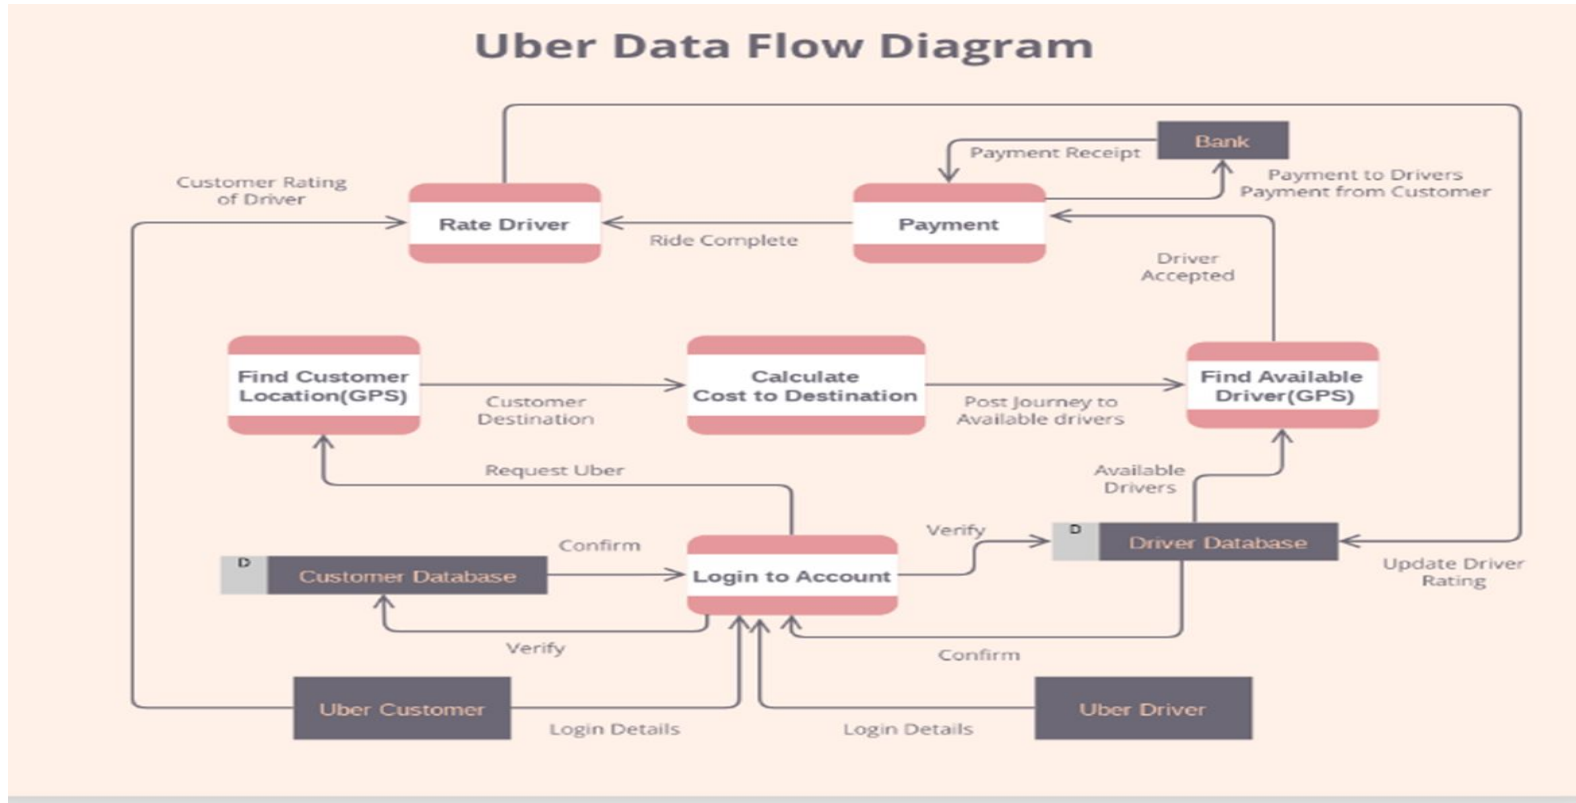 Uber Data Flow Diagram
Bank
Payment Receipt
Payment to Drivers
Payment from Customer
Customer Rating
of Driver
Rate Driver
Ride Complete
Payment
Driver
Accepted
Find Customer
Location(GPS)
Customer
Destination
Calculate
Cost to Destination
Post Journey to
Available drivers
Find Available
Driver(GPS)
Request Uber
Available
Drivers
Verify
D
Driver Database
Update Driver
Rating
Confirm
D
Customer Database
Login to Account
Verify
Confirm
Uber Customer
Login Details
Login Details
Uber Driver